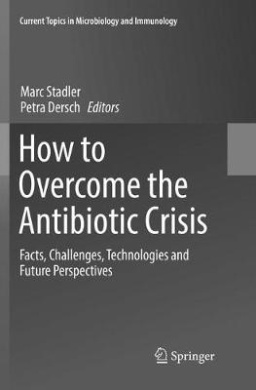 Current Topics in Microbiology and Immunology
Marc Stadler
Petra Dersch Editors
How to
Overcome the
Antibiotic Crisis
Facts, Challenges, Technologies and
Future Perspectives
Springer